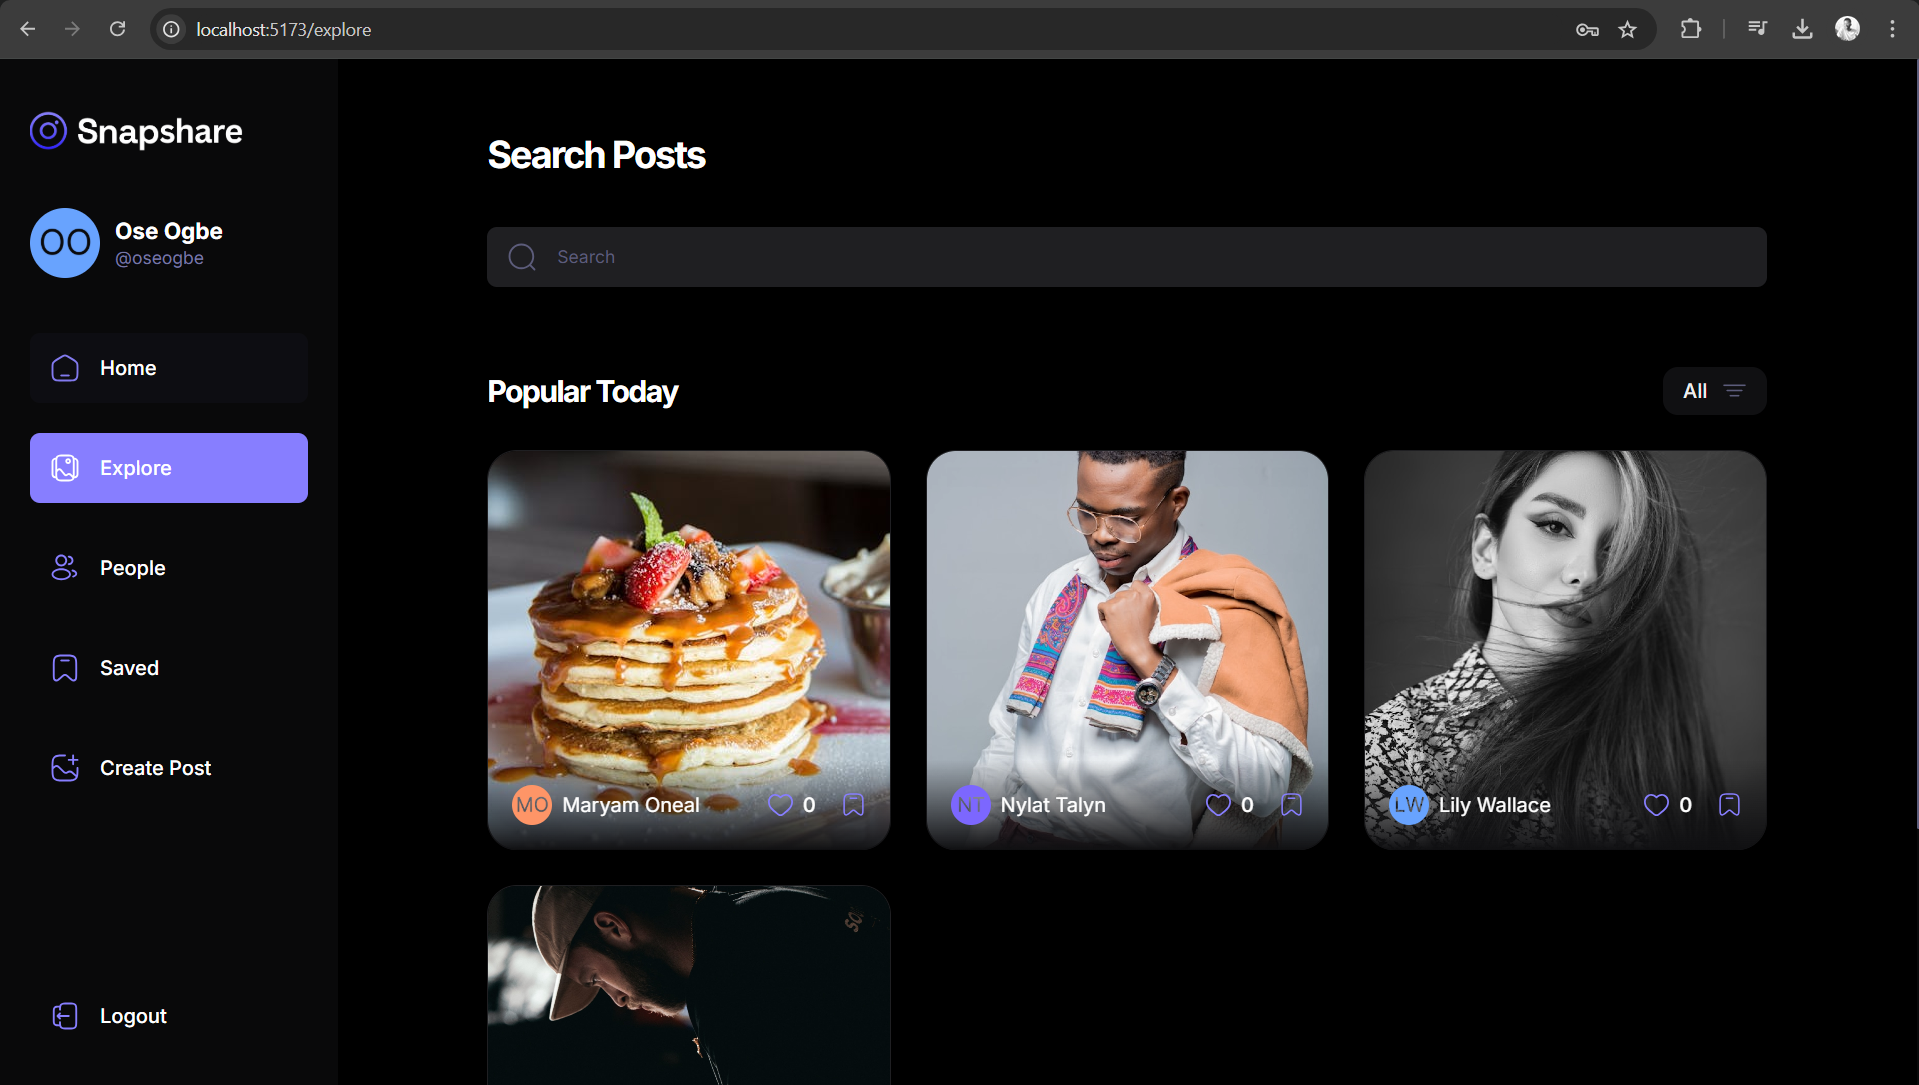 localhost:5173/explore
Snapshare
OO
Ose Ogbe
@oseogbe
Home
Explore
People
Saved
Create Post
Logout
Search Posts
Search
Popular Today
All
MO Maryam Oneal 0
NT Nylat Talyn 0
LW Lily Wallace 0